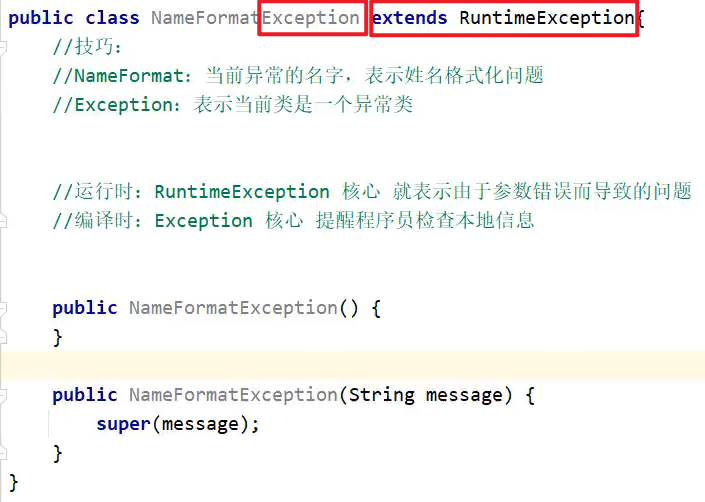 public class NameFormatException extends RuntimeException{
//技巧：
//NameFormat：当前异常的名字，表示姓名格式化问题
//Exception：表示当前类是一个异常类
//运行时：RuntimeException 核心 就表示由于参数错误而导致的问题
//编译时：Exception 核心 提醒程序员检查本地信息
public NameFormatException() {
}
public NameFormatException(String message) {
super(message);
}
}